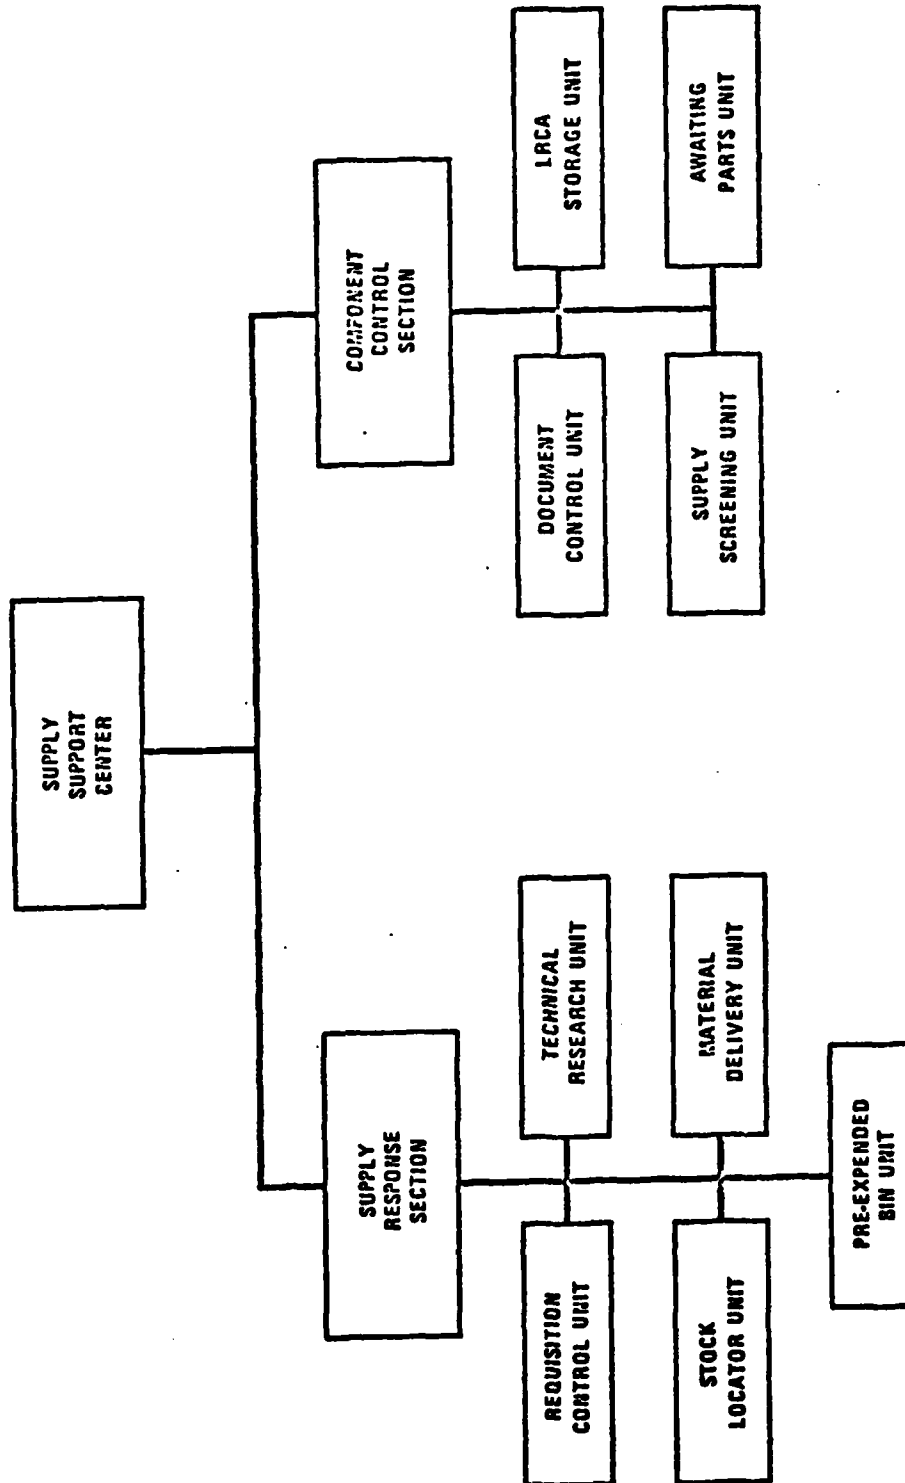 SUPPLY
SUPPORT
CENTER
SUPPLY
RESPONSE
SECTION
COMPONENT
CONTROL
SECTION
REQUISITION
CONTROL UNIT
TECHNICAL
RESEARCH UNIT
DOCUMENT
CONTROL UNIT
LRCA
STORAGE UNIT
STOCK
LOCATOR UNIT
MATERIAL
DELIVERY UNIT
SUPPLY
SCREENING UNIT
AWAITING
PARTS UNIT
PRE-EXPENDED
BIN UNIT